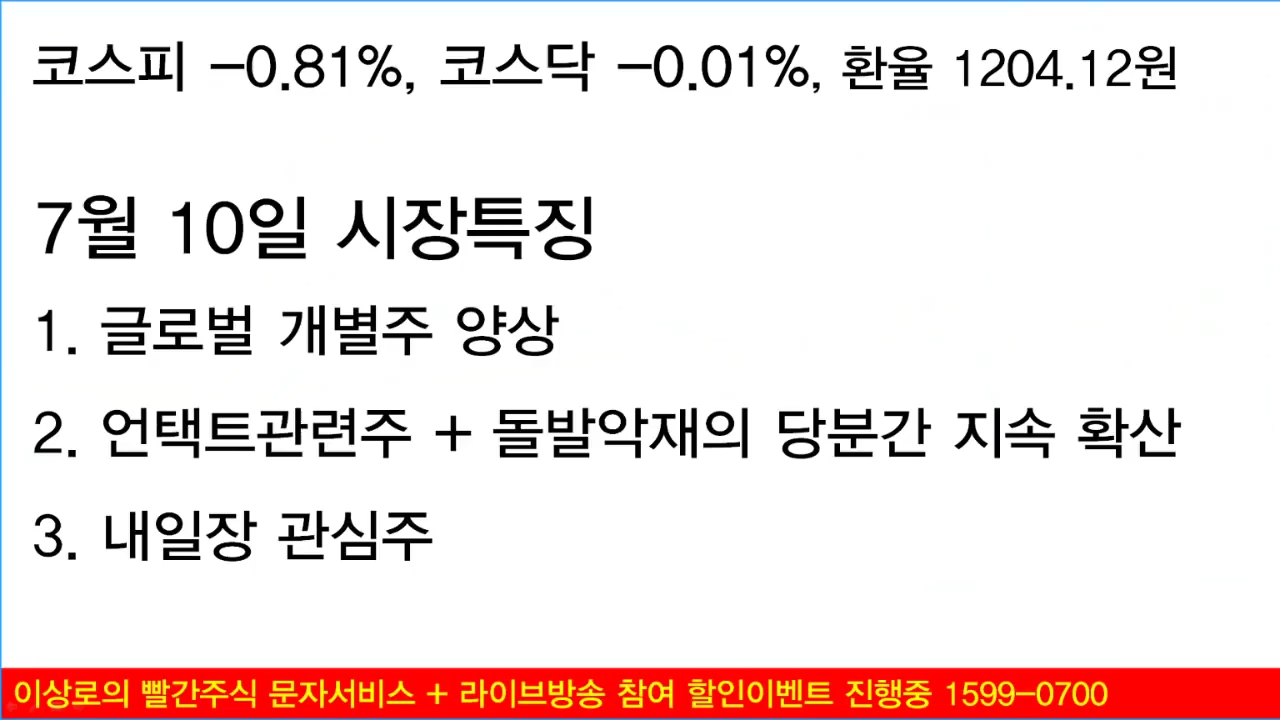 코스피 -0.81%, 코스닥 -0.01%, 환율 1204.12원
7월 10일 시장특징
1. 글로벌 개별주 양상
2. 언택트관련주 + 돌발악재의 당분간 지속 확산
3. 내일장 관심주
이상로의 빨간주식 문자서비스 + 라이브방송 참여 할인이벤트 진행중 1599-0700